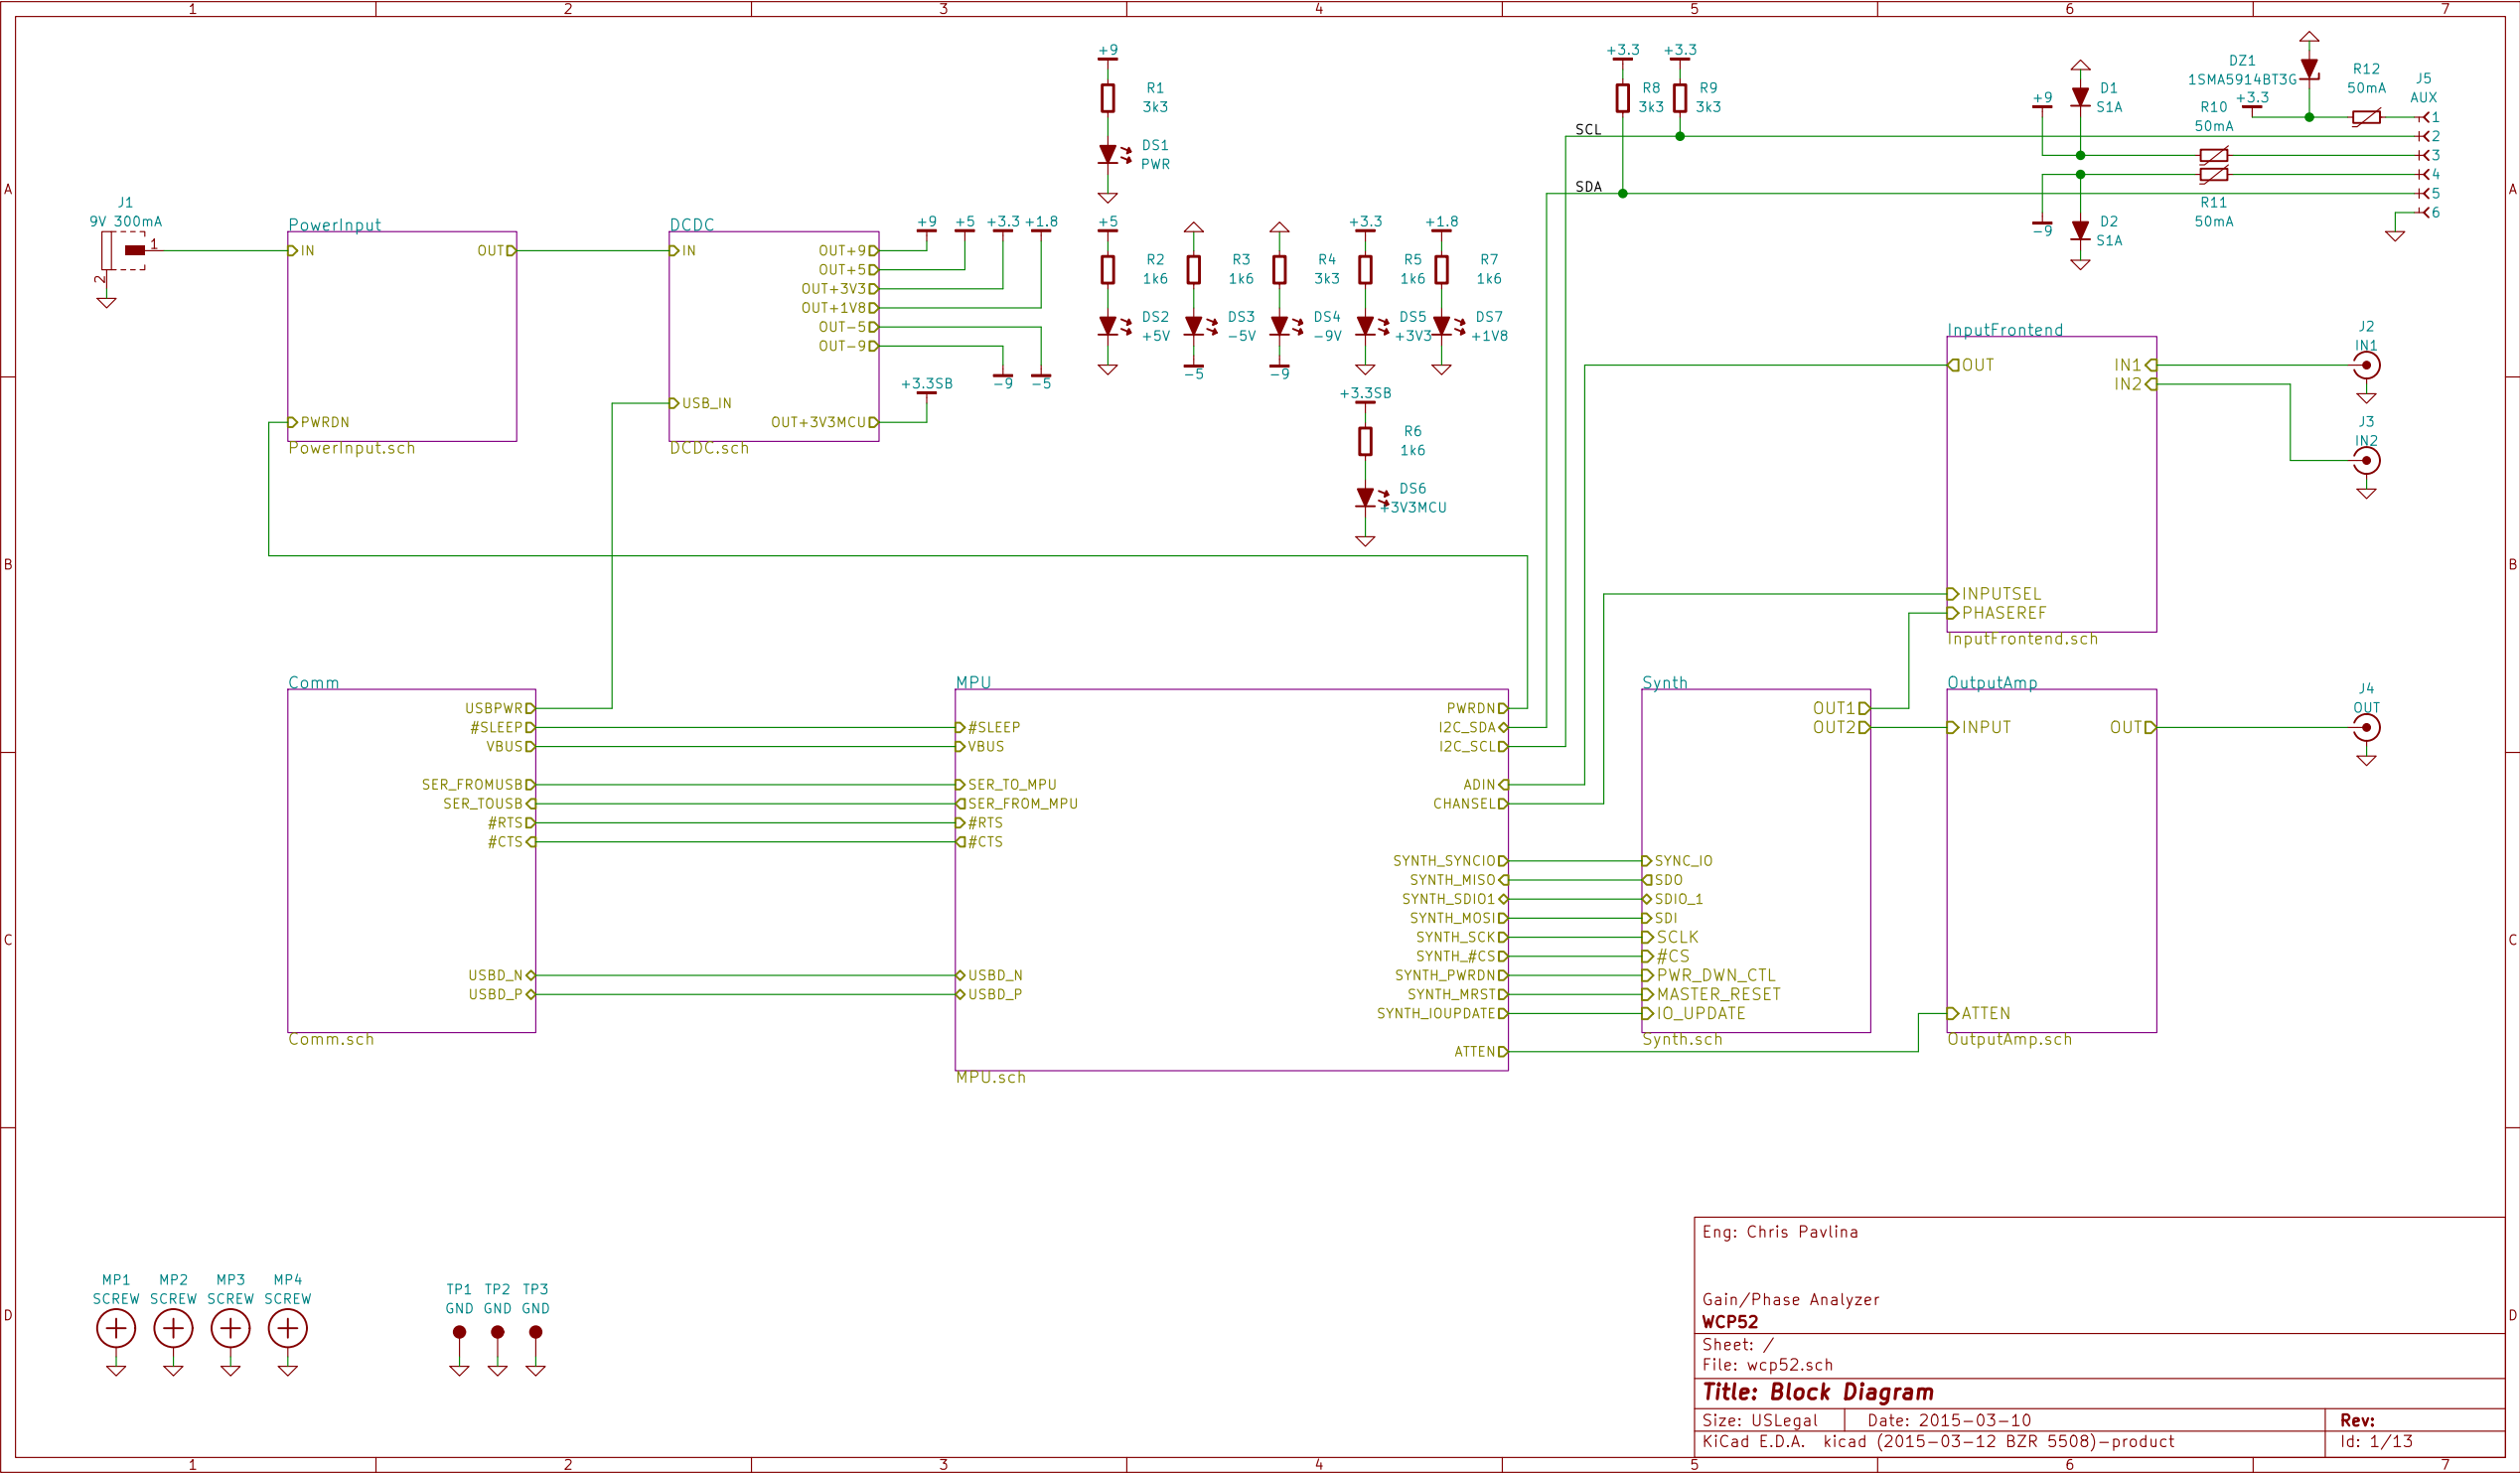 1 2 3 4 5 6 7
A
B
C
D
J1
9V 300mA
1
2
PowerInput
IN
OUT
PWRDN
PowerInput.sch
DCDC
IN
OUT+9
OUT+5
OUT+3V3
OUT+1V8
OUT-5
OUT-9
USB_IN
OUT+3V3MCU
DCDC.sch
+9
+5
+3.3
+1.8
-9
-5
+3.3SB
+9
R1
3k3
DS1
PWR
+5
R2
1k6
DS2
+5V
R3
1k6
DS3
-5V
-5
R4
3k3
DS4
-9V
-9
+3.3
R5
1k6
DS5
+3V3
+1.8
R7
1k6
DS7
+1V8
+3.3SB
R6
1k6
DS6
+3V3MCU
+3.3
R8
3k3
+3.3
R9
3k3
SCL
SDA
+9
D1
S1A
-9
D2
S1A
DZ1
1SMA5914BT3G
+3.3
R10
50mA
R11
50mA
R12
50mA
J5
AUX
1
2
3
4
5
6
InputFrontend
OUT
IN1
IN2
INPUTSEL
PHASEREF
InputFrontend.sch
J2
IN1
J3
IN2
Comm
USBPWR
#SLEEP
VBUS
SER_FROMUSB
SER_TOUSB
#RTS
#CTS
USBD_N
USBD_P
Comm.sch
MPU
#SLEEP
VBUS
SER_TO_MPU
SER_FROM_MPU
#RTS
#CTS
USBD_N
USBD_P
PWRDN
I2C_SDA
I2C_SCL
ADIN
CHANSEL
SYNTH_SYNCIO
SYNTH_MISO
SYNTH_SDIO1
SYNTH_MOSI
SYNTH_SCK
SYNTH_#CS
SYNTH_PWRDN
SYNTH_MRST
SYNTH_IOUPDATE
ATTEN
MPU.sch
Synth
OUT1
OUT2
SYNC_IO
SDO
SDIO_1
SDI
SCLK
#CS
PWR_DWN_CTL
MASTER_RESET
IO_UPDATE
Synth.sch
OutputAmp
INPUT
OUT
ATTEN
OutputAmp.sch
J4
OUT
MP1
SCREW
MP2
SCREW
MP3
SCREW
MP4
SCREW
TP1
GND
TP2
GND
TP3
GND
Eng: Chris Pavlina
Gain/Phase Analyzer
WCP52
Sheet: /
File: wcp52.sch
Title: Block Diagram
Size: USLegal
Date: 2015-03-10
Rev:
KiCad E.D.A. kicad (2015-03-12 BZR 5508)-product
Id: 1/13
A
B
C
D
1 2 3 4 5 6 7